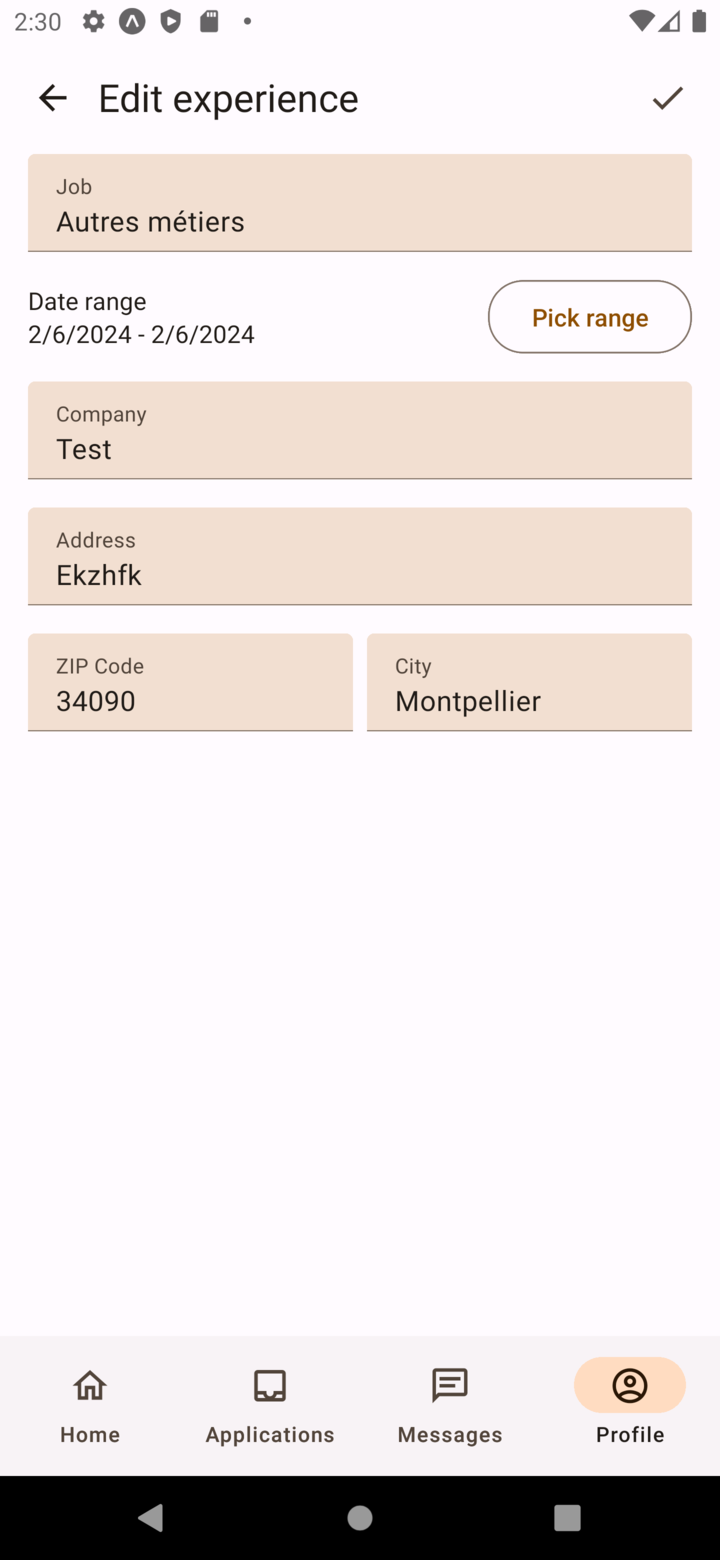 2:30
Edit experience
Job
Autres métiers
Date range
2/6/2024 - 2/6/2024
Pick range
Company
Test
Address
Ekzhfk
ZIP Code
34090
City
Montpellier
Home
Applications
Messages
Profile